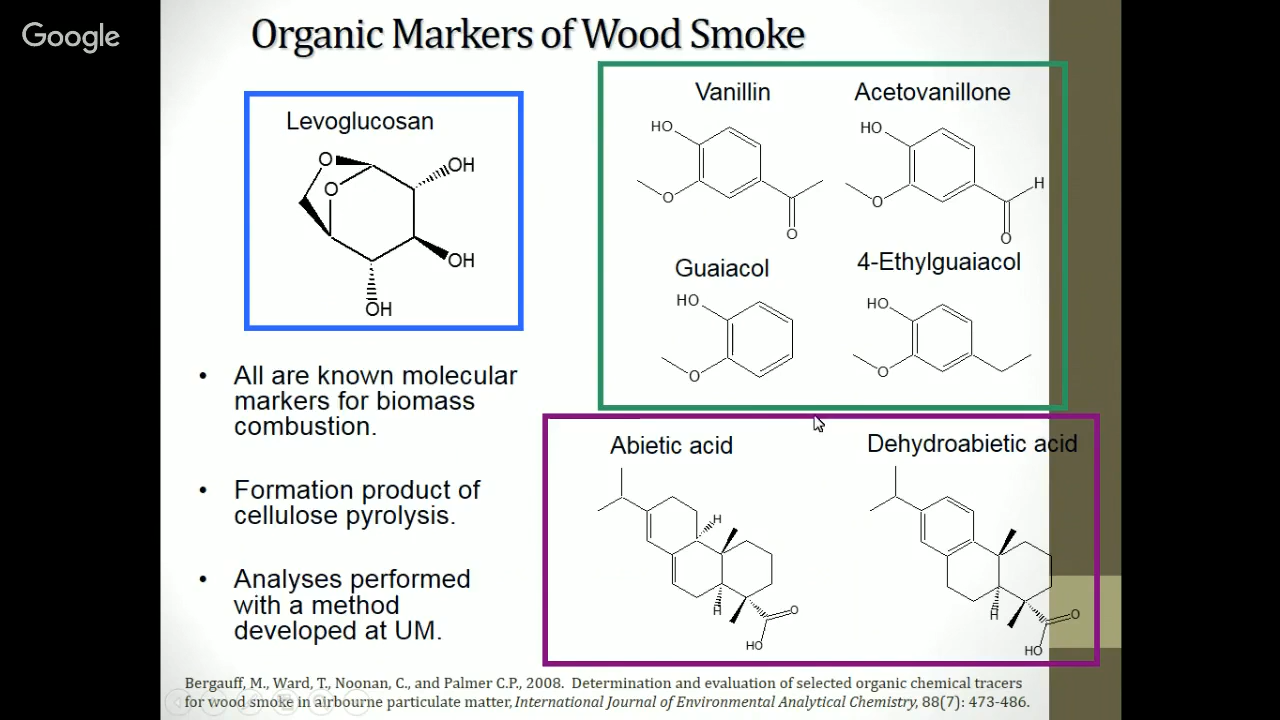 Google
Organic Markers of Wood Smoke
Levoglucosan
O
O
OH
OH
OH
Vanillin
HO
O
O
Acetovanillone
HO
O
H
O
Guaiacol
HO
O
4-Ethylguaiacol
HO
O
• All are known molecular
markers for biomass
combustion.
• Formation product of
cellulose pyrolysis.
• Analyses performed
with a method
developed at UM.
Abietic acid
H
H
O
HO
Dehydroabietic acid
H
O
HO
Bergauff, M., Ward, T., Noonan, C., and Palmer C.P., 2008. Determination and evaluation of selected organic chemical tracers
for wood smoke in airbourne particulate matter, International Journal of Environmental Analytical Chemistry, 88(7): 473-486.